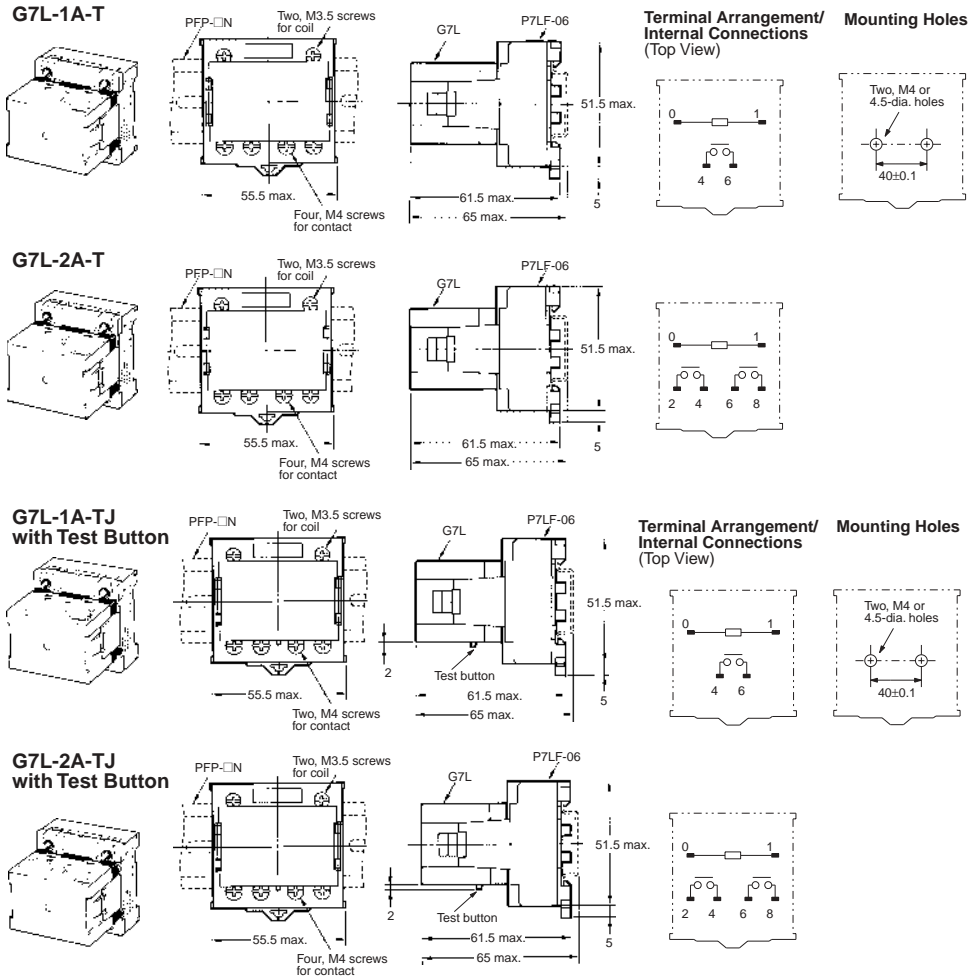 G7L-1A-T
PFP-□N
Two, M3.5 screws
for coil
G7L
P7LF-06
51.5 max.
55.5 max.
Four, M4 screws
for contact
61.5 max.
65 max.
5
Terminal Arrangement/
Internal Connections
(Top View)
0 1
4 6
Mounting Holes
Two, M4 or
4.5-dia. holes
40±0.1
G7L-2A-T
PFP-□N
Two, M3.5 screws
for coil
G7L
P7LF-06
51.5 max.
55.5 max.
Four, M4 screws
for contact
61.5 max.
65 max.
5
0 1
2 4 6 8
G7L-1A-TJ
with Test Button
PFP-□N
Two, M3.5 screws
for coil
G7L
P7LF-06
51.5 max.
2
Test button
55.5 max.
Two, M4 screws
for contact
61.5 max.
65 max.
5
Terminal Arrangement/
Internal Connections
(Top View)
0 1
4 6
Mounting Holes
Two, M4 or
4.5-dia. holes
40±0.1
G7L-2A-TJ
with Test Button
PFP-□N
Two, M3.5 screws
for coil
G7L
P7LF-06
51.5 max.
2
Test button
55.5 max.
Four, M4 screws
for contact
61.5 max.
65 max.
5
0 1
2 4 6 8